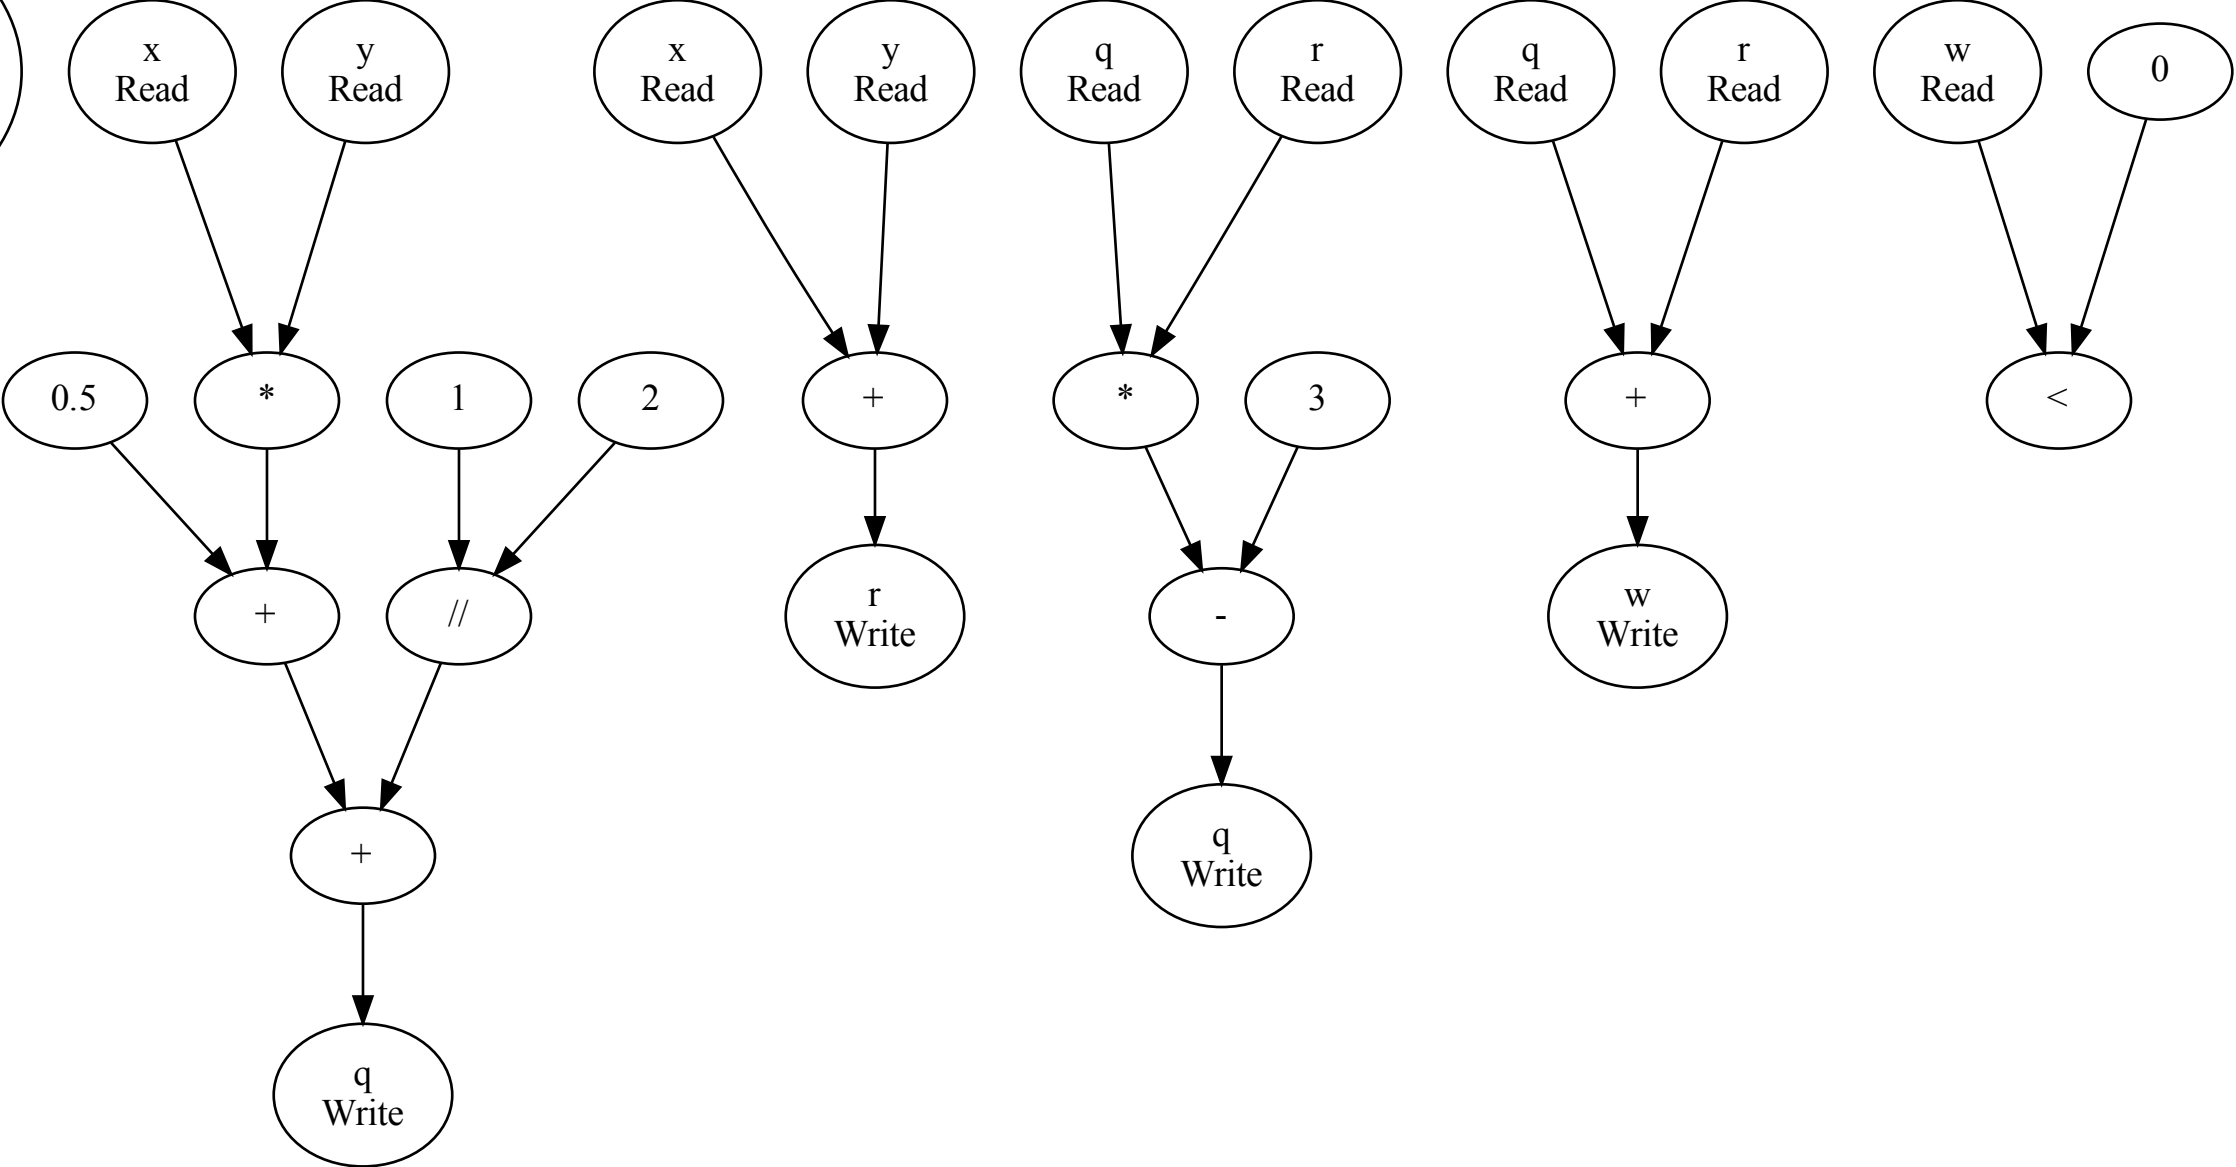 x
Read
y
Read
x
Read
y
Read
q
Read
r
Read
q
Read
r
Read
w
Read
0
0.5
*
1
2
+
*
3
+
<
+
//
r
Write
-
w
Write
+
q
Write
q
Write